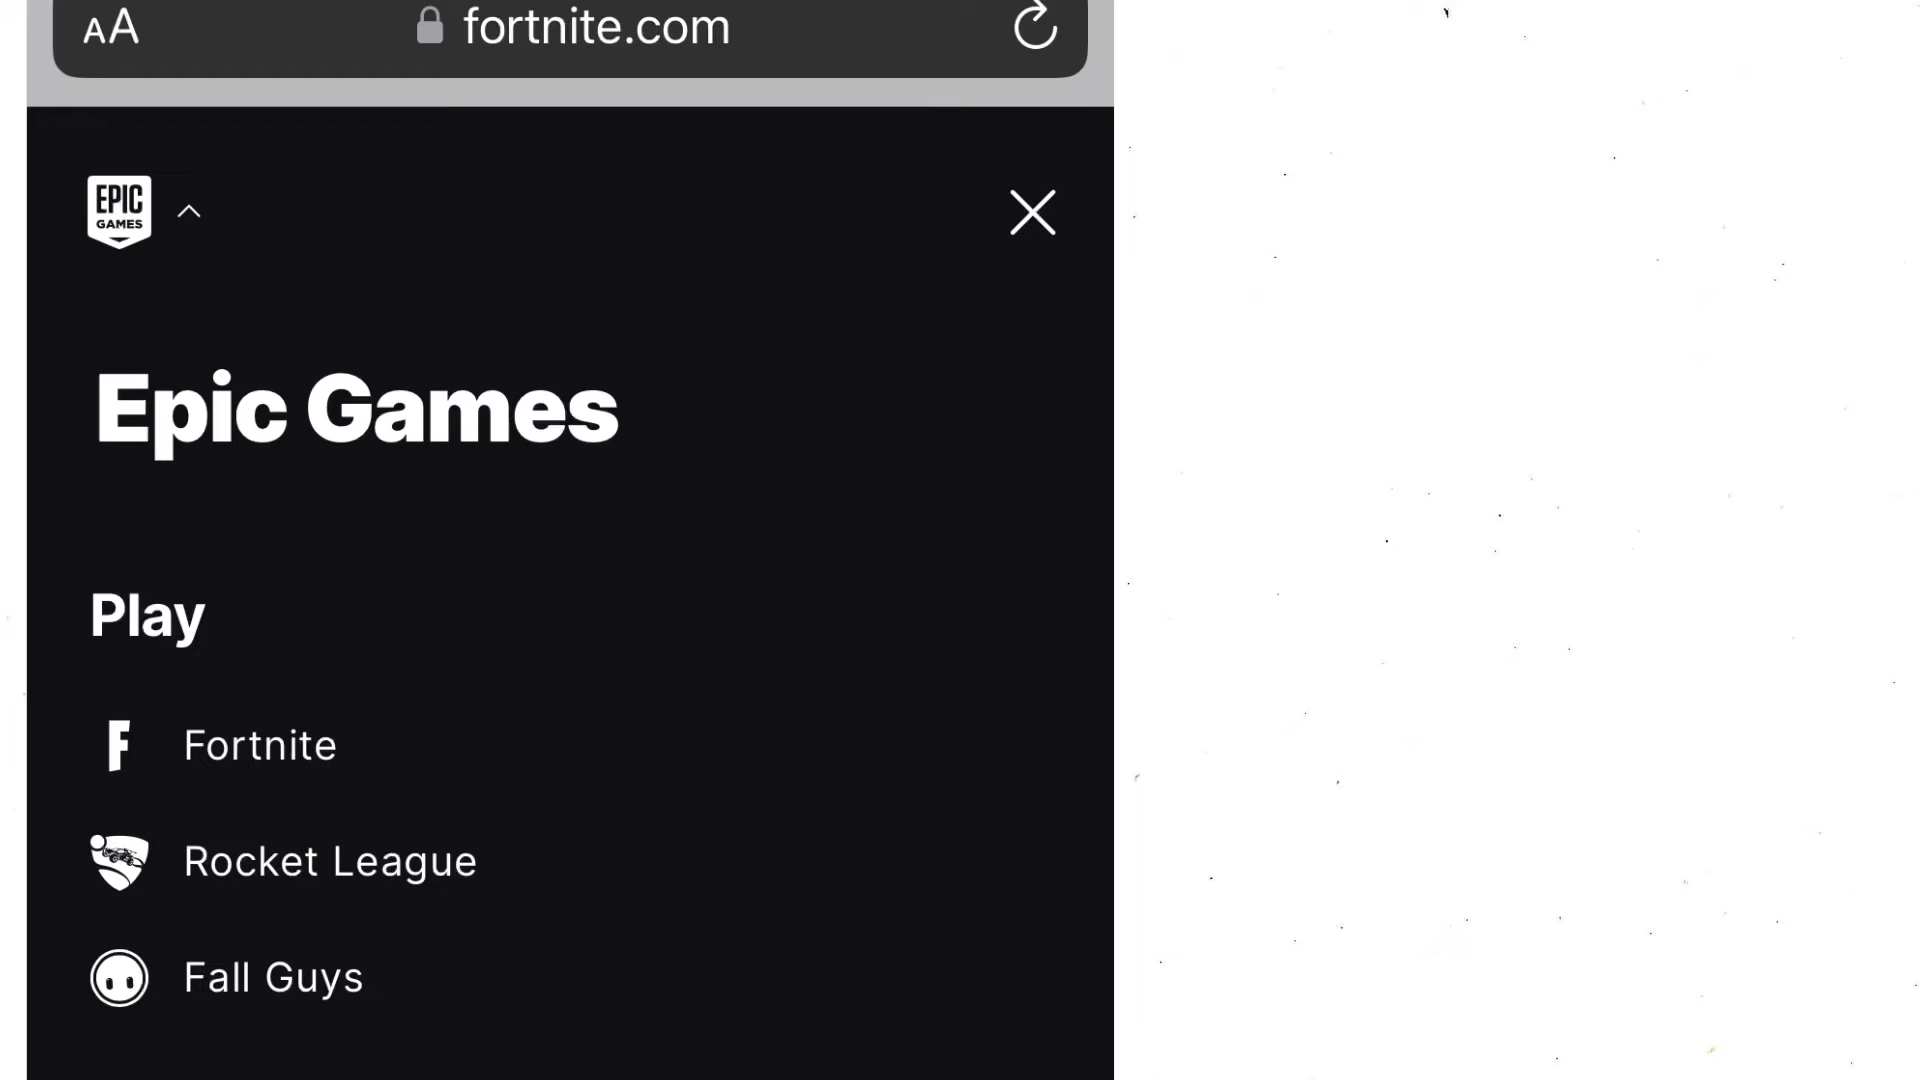 AA fortnite.com
EPIC
GAMES
Epic Games
Play
Fortnite
Rocket League
Fall Guys